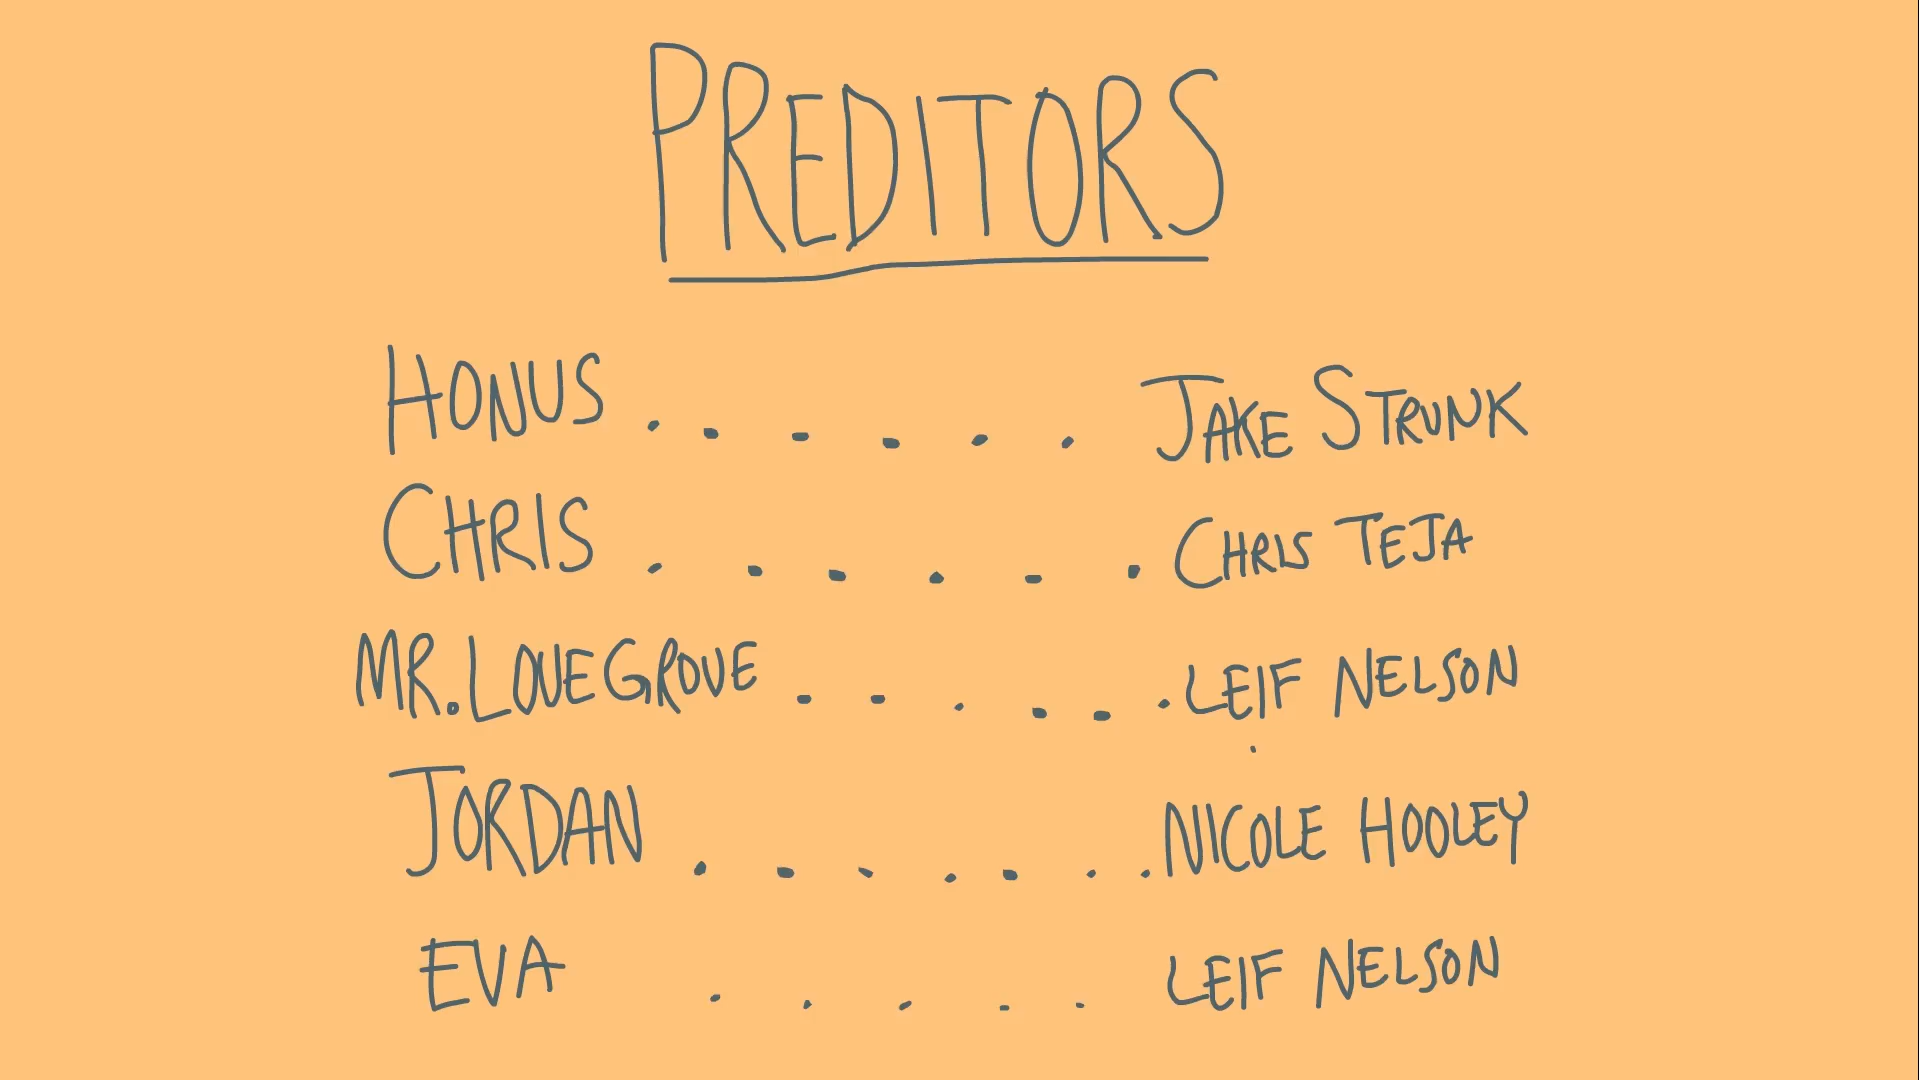 PREDITORS
HONUS . . . . . . JAKE STRUNK
CHRIS . . . . . . CHRIS TEJA
MR. LOVEGROVE . . . . . . LEIF NELSON
JORDAN . . . . . . . NICOLE HOOLEY
EVA . . . . . LEIF NELSON